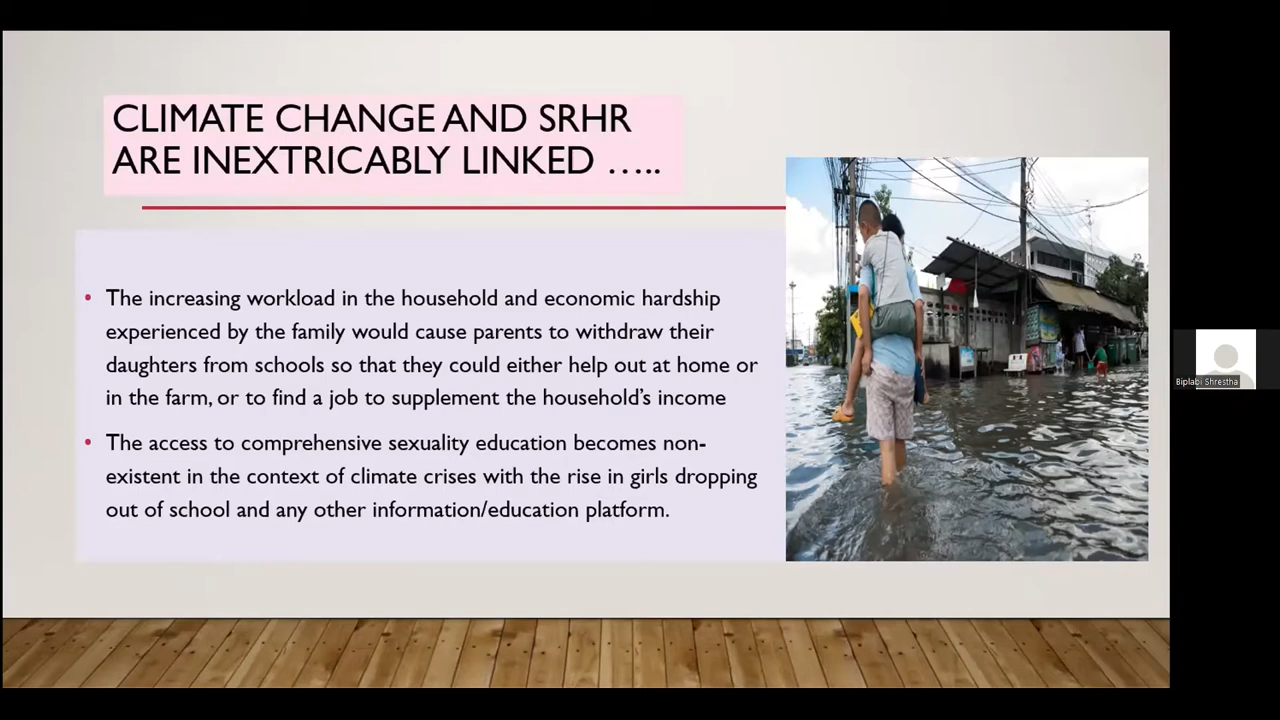 CLIMATE CHANGE AND SRHR
ARE INEXTRICABLY LINKED …..
• The increasing workload in the household and economic hardship
experienced by the family would cause parents to withdraw their
daughters from schools so that they could either help out at home or
in the farm, or to find a job to supplement the household’s income
• The access to comprehensive sexuality education becomes non-
existent in the context of climate crises with the rise in girls dropping
out of school and any other information/education platform.
Biplabi Shrestha